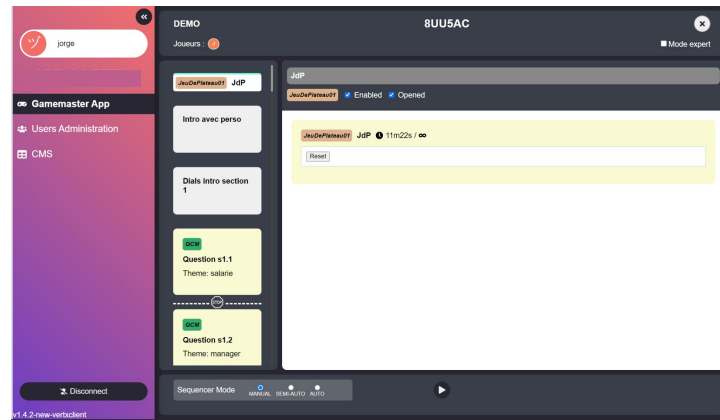 jorge
Gamemaster App
Users Administration
CMS
Disconnect
v1.4.2-new-vertxclient
DEMO
8UU5AC
Joueurs : J
Mode expert
JeuDePlateau01 JdP
Intro avec perso
Dials intro section
1
QCM
Question s1.1
Theme: salarie
STOP
QCM
Question s1.2
Theme: manager
JdP
JeuDePlateau01 Enabled Opened
JeuDePlateau01 JdP 11m22s / ∞
Reset
Sequencer Mode
MANUAL SEMI-AUTO AUTO